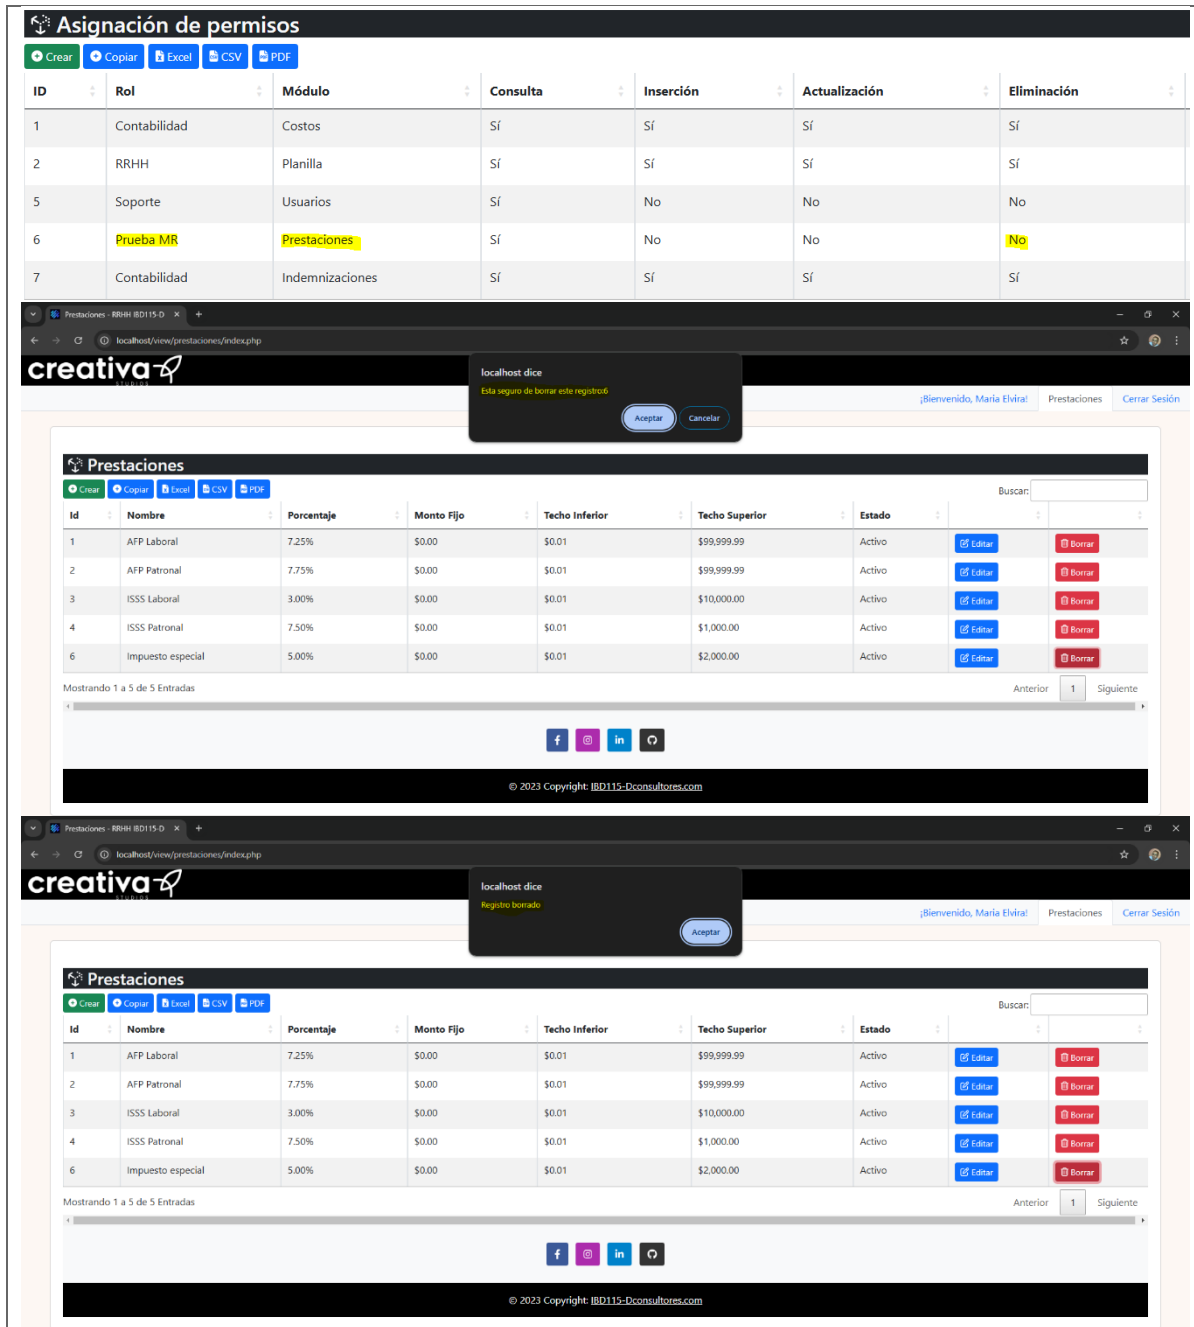 Asignación de permisos
Crear Copiar Excel CSV PDF
ID Rol Módulo Consulta Inserción Actualización Eliminación
1 Contabilidad Costos Sí Sí Sí Sí
2 RRHH Planilla Sí Sí Sí Sí
5 Soporte Usuarios Sí No No No
6 Prueba MR Prestaciones Sí No No No
7 Contabilidad Indemnizaciones Sí Sí Sí Sí
Prestaciones - RRHH IBD115-D
localhost/view/prestaciones/index.php
creativa
STUDIOS
localhost dice
Esta seguro de borrar este registro:6
Aceptar Cancelar
¡Bienvenido, Maria Elvira! Prestaciones Cerrar Sesión
Prestaciones
Crear Copiar Excel CSV PDF
Buscar:
Id Nombre Porcentaje Monto Fijo Techo Inferior Techo Superior Estado
1 AFP Laboral 7.25% $0.00 $0.01 $99,999.99 Activo Editar Borrar
2 AFP Patronal 7.75% $0.00 $0.01 $99,999.99 Activo Editar Borrar
3 ISSS Laboral 3.00% $0.00 $0.01 $10,000.00 Activo Editar Borrar
4 ISSS Patronal 7.50% $0.00 $0.01 $1,000.00 Activo Editar Borrar
6 Impuesto especial 5.00% $0.00 $0.01 $2,000.00 Activo Editar Borrar
Mostrando 1 a 5 de 5 Entradas
Anterior 1 Siguiente
© 2023 Copyright: IBD115-Dconsultores.com
Prestaciones - RRHH IBD115-D
localhost/view/prestaciones/index.php
creativa
STUDIOS
localhost dice
Registro borrado
Aceptar
¡Bienvenido, Maria Elvira! Prestaciones Cerrar Sesión
Prestaciones
Crear Copiar Excel CSV PDF
Buscar:
Id Nombre Porcentaje Monto Fijo Techo Inferior Techo Superior Estado
1 AFP Laboral 7.25% $0.00 $0.01 $99,999.99 Activo Editar Borrar
2 AFP Patronal 7.75% $0.00 $0.01 $99,999.99 Activo Editar Borrar
3 ISSS Laboral 3.00% $0.00 $0.01 $10,000.00 Activo Editar Borrar
4 ISSS Patronal 7.50% $0.00 $0.01 $1,000.00 Activo Editar Borrar
6 Impuesto especial 5.00% $0.00 $0.01 $2,000.00 Activo Editar Borrar
Mostrando 1 a 5 de 5 Entradas
Anterior 1 Siguiente
© 2023 Copyright: IBD115-Dconsultores.com